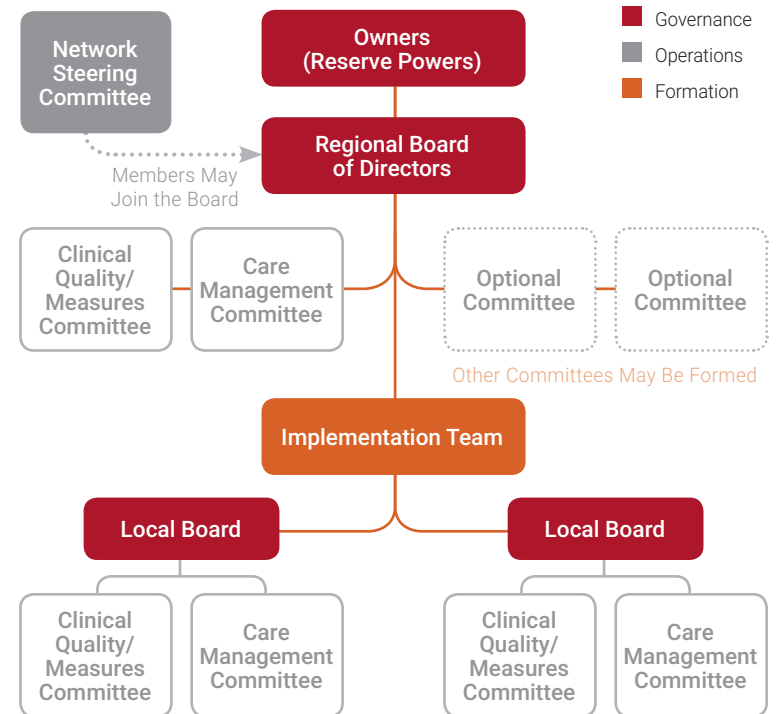 Network
Steering
Committee
Owners
(Reserve Powers)
Governance
Operations
Formation
Regional Board
of Directors
Members May
Join the Board
Clinical
Quality/
Measures
Committee
Care
Management
Committee
Optional
Committee
Optional
Committee
Other Committees May Be Formed
Implementation Team
Local Board
Local Board
Clinical
Quality/
Measures
Committee
Care
Management
Committee
Clinical
Quality/
Measures
Committee
Care
Management
Committee